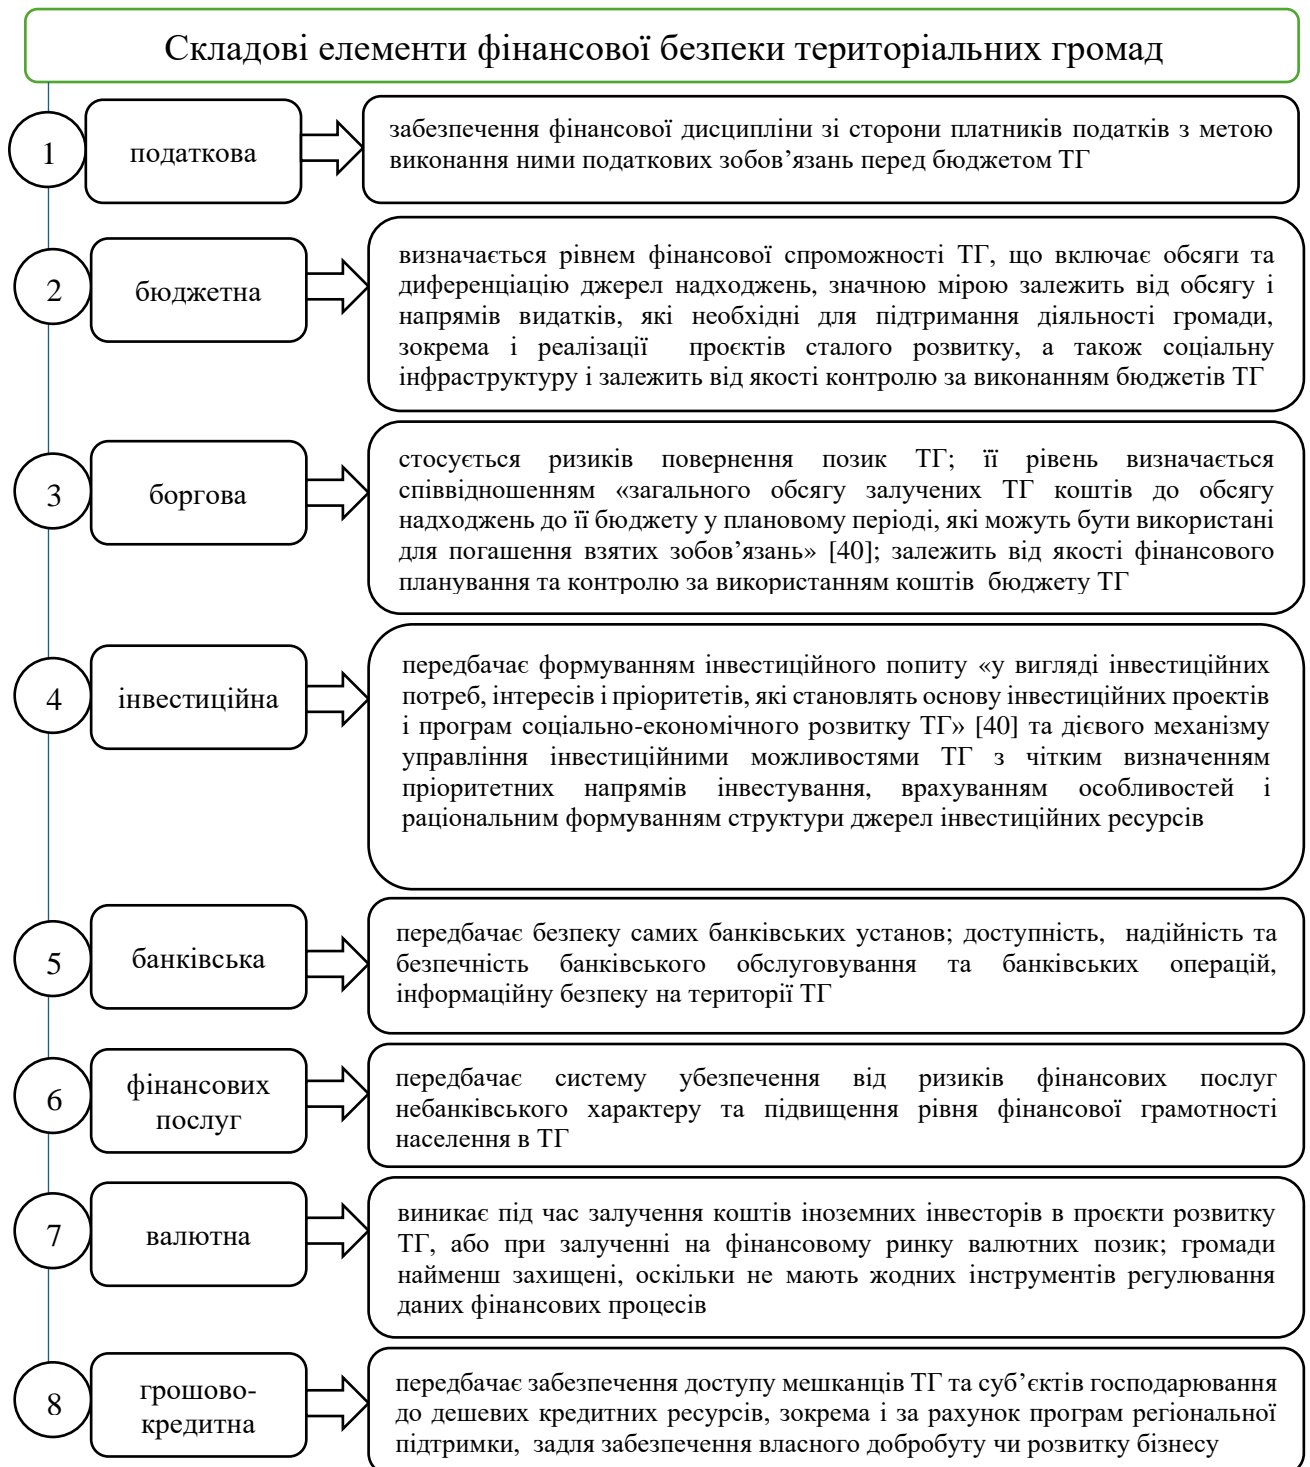 Складові елементи фінансової безпеки територіальних громад
1
податкова
забезпечення фінансової дисципліни зі сторони платників податків з метою
виконання ними податкових зобов’язань перед бюджетом ТГ
2
бюджетна
визначається рівнем фінансової спроможності ТГ, що включає обсяги та
диференціацію джерел надходжень, значною мірою залежить від обсягу і
напрямів видатків, які необхідні для підтримання діяльності громади,
зокрема і реалізації проєктів сталого розвитку, а також соціальну
інфраструктуру і залежить від якості контролю за виконанням бюджетів ТГ
3
боргова
стосується ризиків повернення позик ТГ; її рівень визначається
співвідношенням «загального обсягу залучених ТГ коштів до обсягу
надходжень до її бюджету у плановому періоді, які можуть бути використані
для погашення взятих зобов’язань» [40]; залежить від якості фінансового
планування та контролю за використанням коштів бюджету ТГ
4
інвестиційна
передбачає формуванням інвестиційного попиту «у вигляді інвестиційних
потреб, інтересів і пріоритетів, які становлять основу інвестиційних проектів
і програм соціально-економічного розвитку ТГ» [40] та дієвого механізму
управління інвестиційними можливостями ТГ з чітким визначенням
пріоритетних напрямів інвестування, врахуванням особливостей і
раціональним формуванням структури джерел інвестиційних ресурсів
5
банківська
передбачає безпеку самих банківських установ; доступність, надійність та
безпечність банківського обслуговування та банківських операцій,
інформаційну безпеку на території ТГ
6
фінансових
послуг
передбачає систему убезпечення від ризиків фінансових послуг
небанківського характеру та підвищення рівня фінансової грамотності
населення в ТГ
7
валютна
виникає під час залучення коштів іноземних інвесторів в проєкти розвитку
ТГ, або при залученні на фінансовому ринку валютних позик; громади
найменш захищені, оскільки не мають жодних інструментів регулювання
даних фінансових процесів
8
грошово-
кредитна
передбачає забезпечення доступу мешканців ТГ та суб’єктів господарювання
до дешевих кредитних ресурсів, зокрема і за рахунок програм регіональної
підтримки, задля забезпечення власного добробуту чи розвитку бізнесу